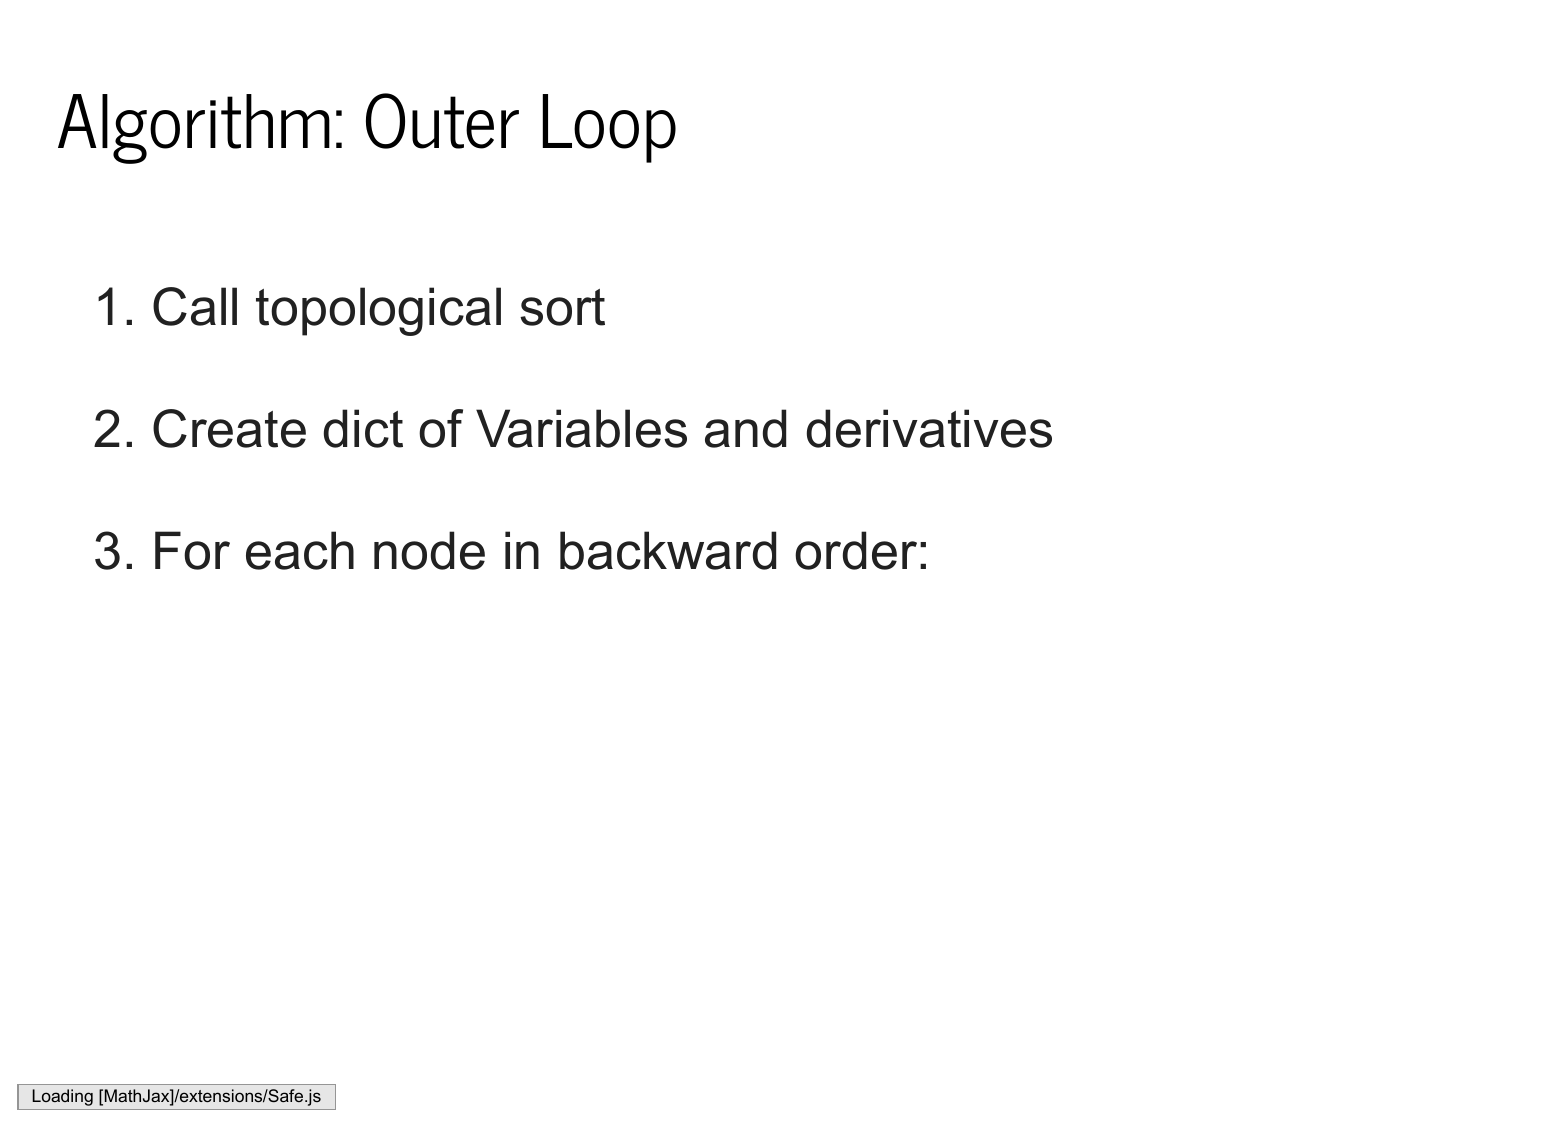 Algorithm: Outer Loop
1. Call topological sort
2. Create dict of Variables and derivatives
3. For each node in backward order:
Loading [MathJax]/extensions/Safe.js